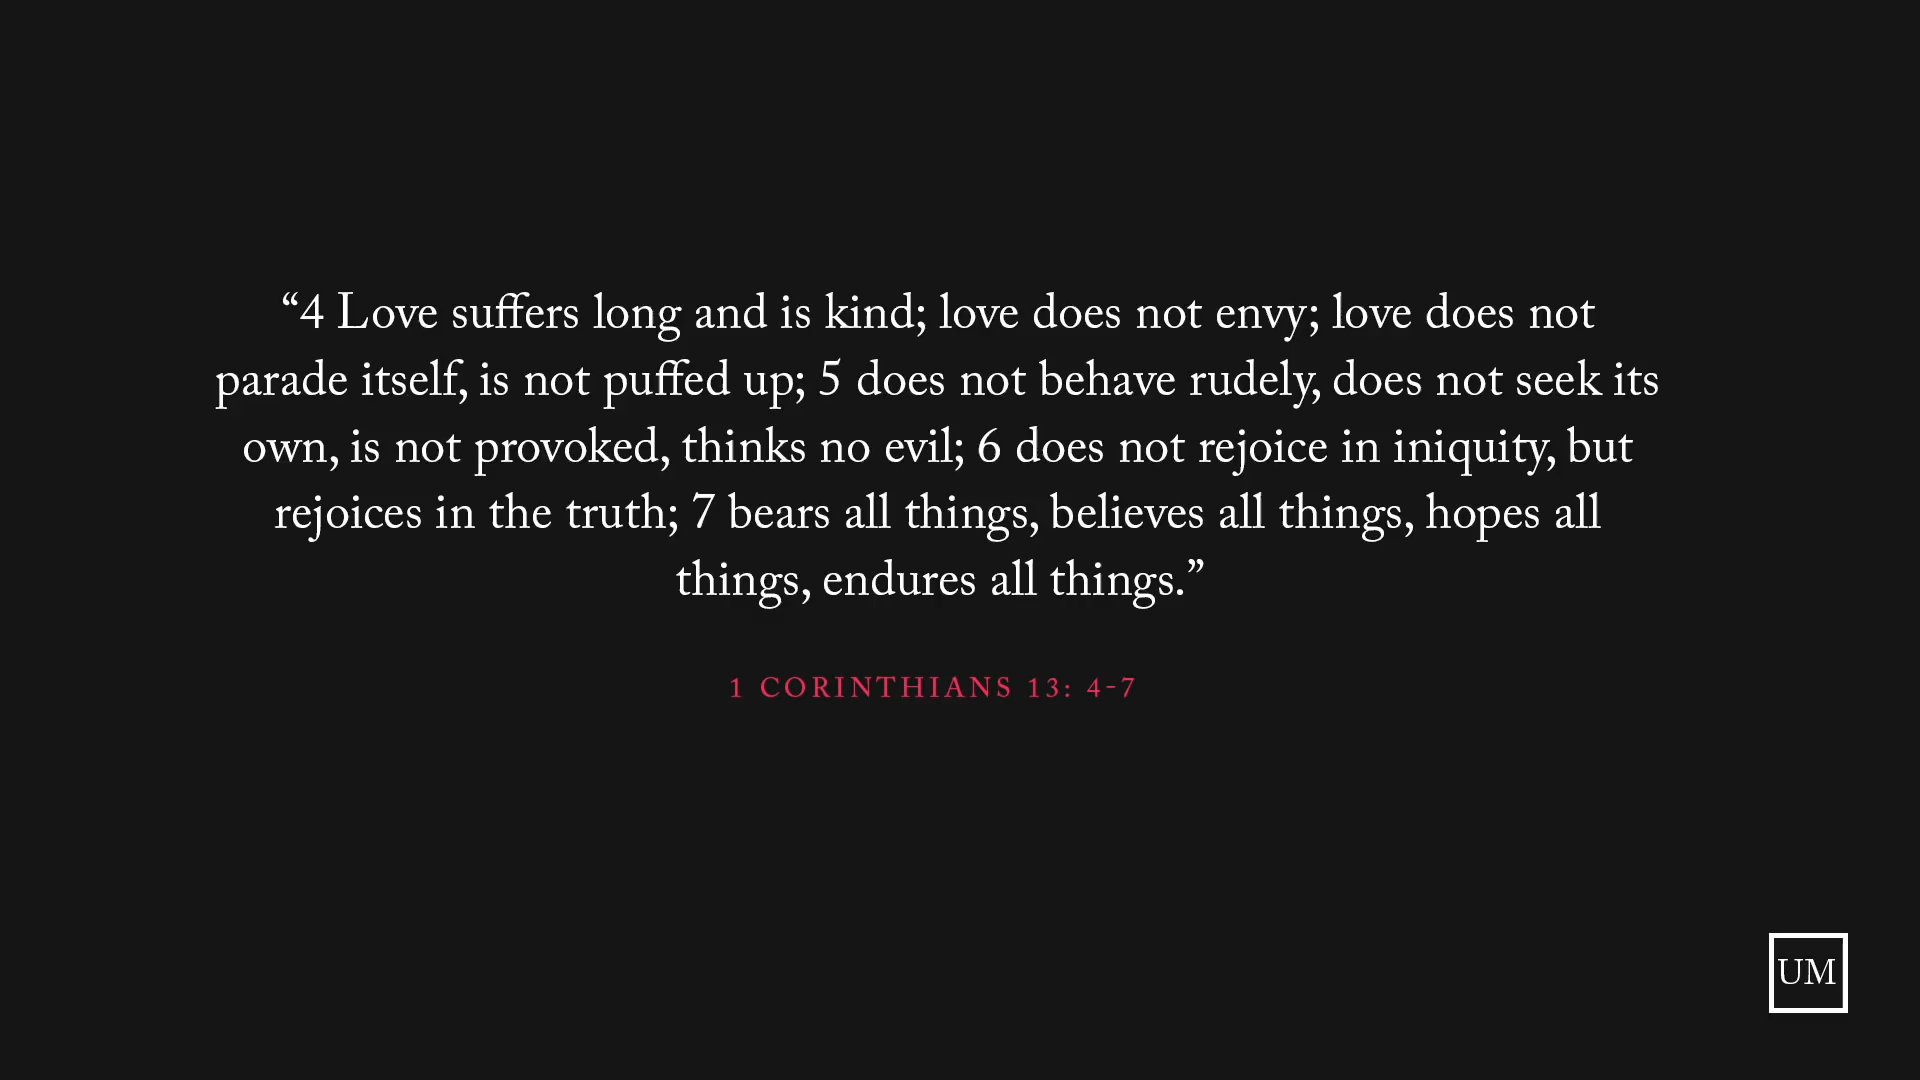 “4 Love suffers long and is kind; love does not envy; love does not
parade itself, is not puffed up; 5 does not behave rudely, does not seek its
own, is not provoked, thinks no evil; 6 does not rejoice in iniquity, but
rejoices in the truth; 7 bears all things, believes all things, hopes all
things, endures all things.”
1 CORINTHIANS 13: 4-7
UM